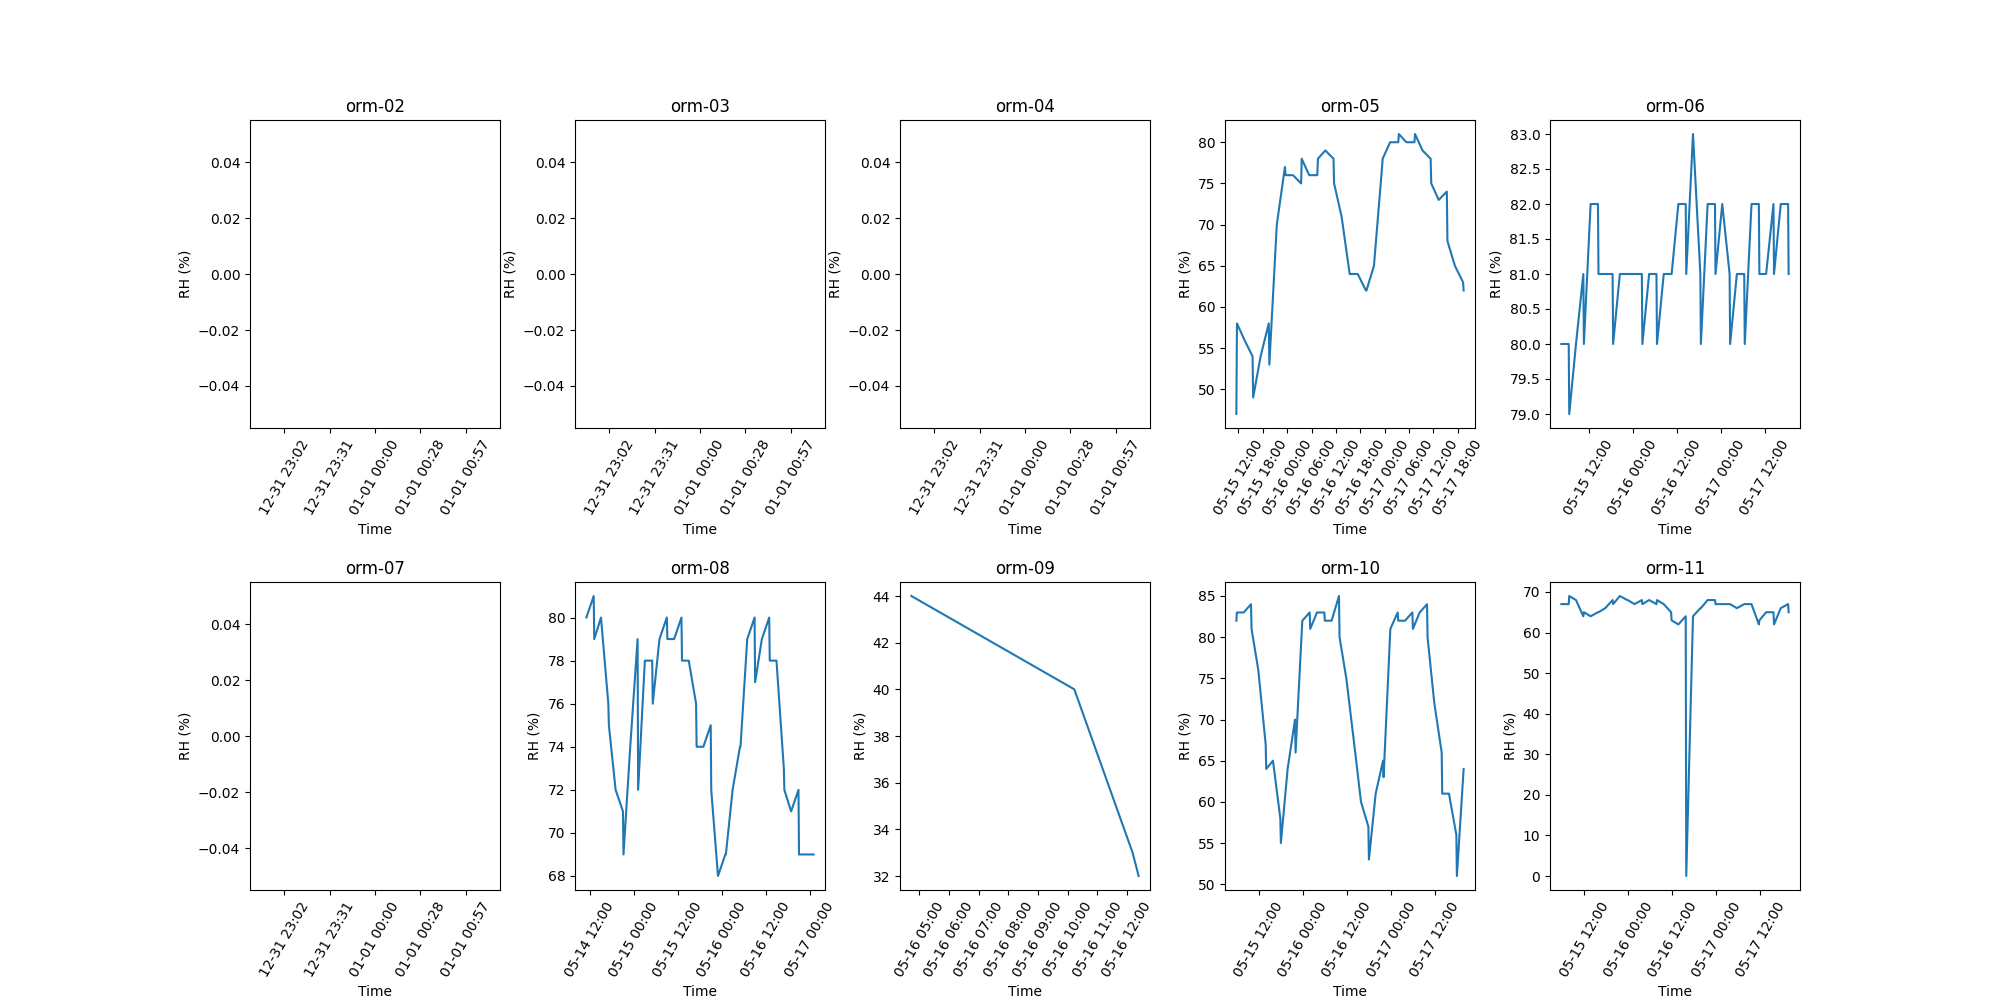 orm-02 orm-03 orm-04 orm-05 orm-06
RH (%) 0.04 0.02 0.00 −0.02 −0.04
12-31 23:02 12-31 23:31 01-01 00:00 01-01 00:28 01-01 00:57
Time
RH (%) 0.04 0.02 0.00 −0.02 −0.04
12-31 23:02 12-31 23:31 01-01 00:00 01-01 00:28 01-01 00:57
Time
RH (%) 0.04 0.02 0.00 −0.02 −0.04
12-31 23:02 12-31 23:31 01-01 00:00 01-01 00:28 01-01 00:57
Time
RH (%) 80 75 70 65 60 55 50
05-15 12:00 05-15 18:00 05-16 00:00 05-16 06:00 05-16 12:00 05-16 18:00 05-17 00:00 05-17 06:00 05-17 12:00 05-17 18:00
Time
RH (%) 83.0 82.5 82.0 81.5 81.0 80.5 80.0 79.5 79.0
05-15 12:00 05-16 00:00 05-16 12:00 05-17 00:00 05-17 12:00
Time
orm-07 orm-08 orm-09 orm-10 orm-11
RH (%) 0.04 0.02 0.00 −0.02 −0.04
12-31 23:02 12-31 23:31 01-01 00:00 01-01 00:28 01-01 00:57
Time
RH (%) 80 78 76 74 72 70 68
05-14 12:00 05-15 00:00 05-15 12:00 05-16 00:00 05-16 12:00 05-17 00:00
Time
RH (%) 44 42 40 38 36 34 32
05-16 05:00 05-16 06:00 05-16 07:00 05-16 08:00 05-16 09:00 05-16 10:00 05-16 11:00 05-16 12:00
Time
RH (%) 85 80 75 70 65 60 55 50
05-15 12:00 05-16 00:00 05-16 12:00 05-17 00:00 05-17 12:00
Time
RH (%) 70 60 50 40 30 20 10 0
05-15 12:00 05-16 00:00 05-16 12:00 05-17 00:00 05-17 12:00
Time